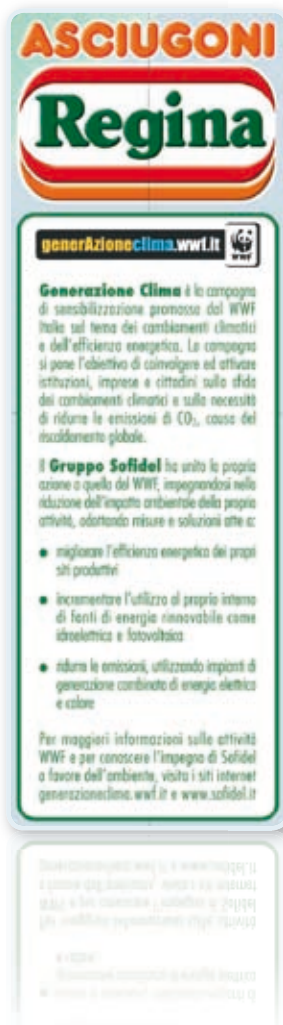 ASCIUGONI
Regina
generAzioneclima.wwf.it
WWF
Generazione Clima è la campagna
di sensibilizzazione promossa dal WWF
Italia sul tema dei cambiamenti climatici
e dell'efficienza energetica. La campagna
si pone l'obiettivo di coinvolgere ed attivare
istituzioni, imprese e cittadini sulla sfida
dei cambiamenti climatici e sulla necessità
di ridurre le emissioni di CO₂, causa del
riscaldamento globale.
Il Gruppo Sofidel ha unito la propria
azione a quella del WWF, impegnandosi nella
riduzione dell'impatto ambientale della propria
attività, adottando misure e soluzioni atte a:
• migliorare l'efficienza energetica dei propri
siti produttivi
• incrementare l'utilizzo al proprio interno
di fonti di energia rinnovabile come
idroelettrica e fotovoltaica
• ridurre le emissioni, utilizzando impianti di
generazione combinata di energia elettrica
e calore
Per maggiori informazioni sulle attività
WWF e per conoscere l'impegno di Sofidel
a favore dell'ambiente, visita i siti internet
generazioneclima.wwf.it e www.sofidel.it